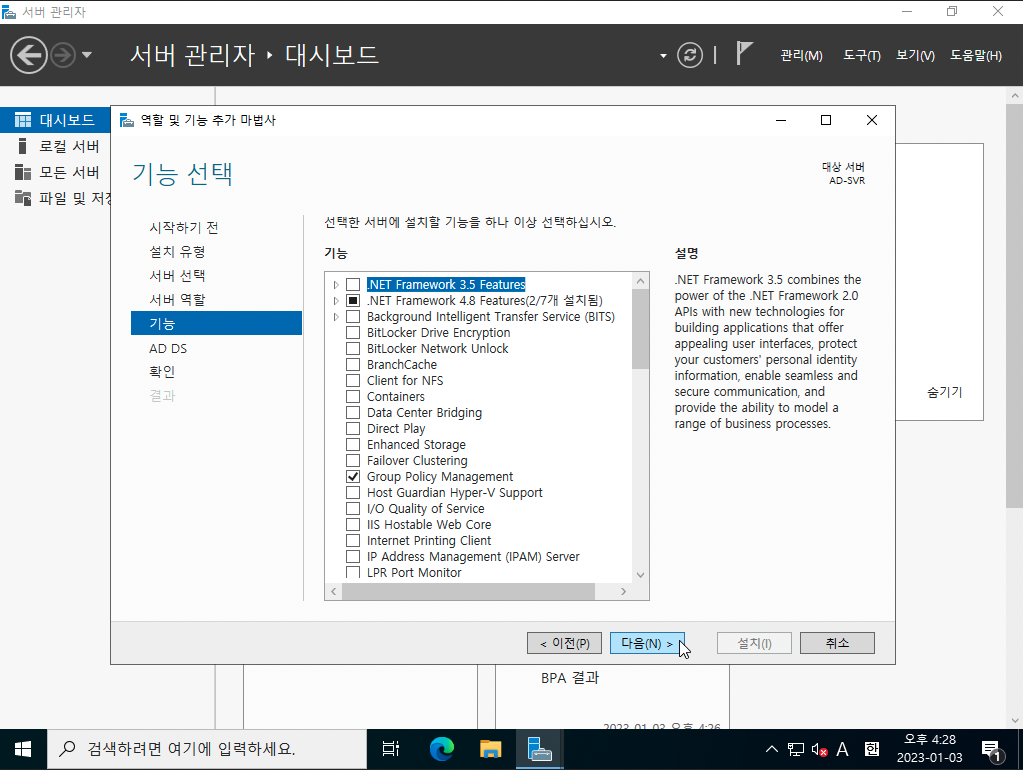 서버 관리자
서버 관리자 ‣ 대시보드
관리(M) 도구(T) 보기(V) 도움말(H)
대시보드
로컬 서버
모든 서버
파일 및 저장
역할 및 기능 추가 마법사
기능 선택
대상 서버
AD-SVR
시작하기 전
설치 유형
서버 선택
서버 역할
기능
AD DS
확인
결과
선택한 서버에 설치할 기능을 하나 이상 선택하십시오.
기능
.NET Framework 3.5 Features
.NET Framework 4.8 Features(2/7개 설치됨)
Background Intelligent Transfer Service (BITS)
BitLocker Drive Encryption
BitLocker Network Unlock
BranchCache
Client for NFS
Containers
Data Center Bridging
Direct Play
Enhanced Storage
Failover Clustering
Group Policy Management
Host Guardian Hyper-V Support
I/O Quality of Service
IIS Hostable Web Core
Internet Printing Client
IP Address Management (IPAM) Server
LPR Port Monitor
설명
.NET Framework 3.5 combines the
power of the .NET Framework 2.0
APIs with new technologies for
building applications that offer
appealing user interfaces, protect
your customers' personal identity
information, enable seamless and
secure communication, and
provide the ability to model a
range of business processes.
숨기기
< 이전(P) 다음(N) > 설치(I) 취소
BPA 결과
2023-01-03 오후 4:26
검색하려면 여기에 입력하세요.
A 한
오후 4:28
2023-01-03
1